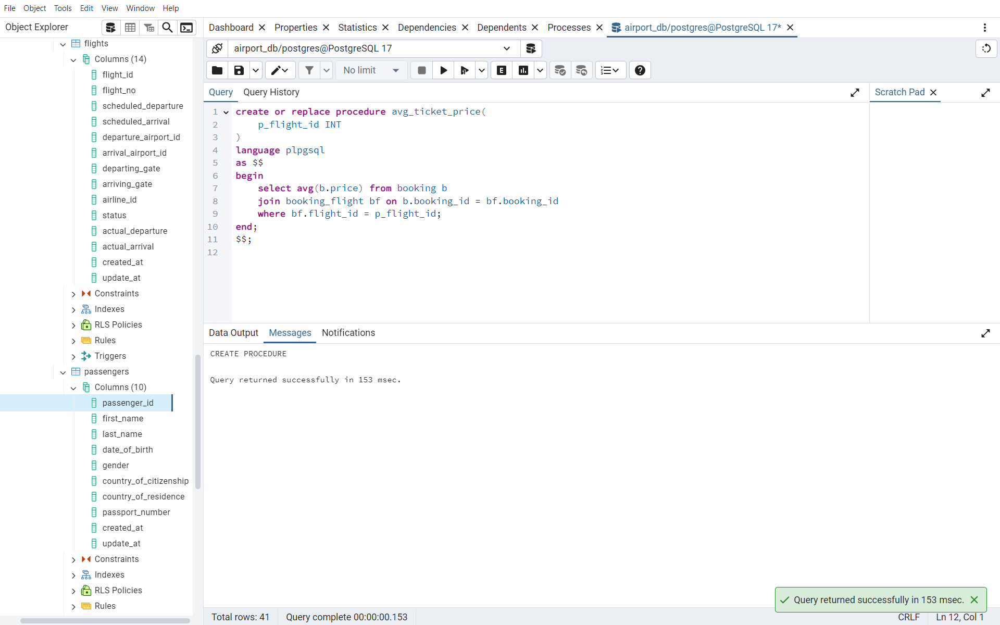 File Object Tools Edit View Window Help
Object Explorer
flights
Columns (14)
flight_id
flight_no
scheduled_departure
scheduled_arrival
departure_airport_id
arrival_airport_id
departing_gate
arriving_gate
airline_id
status
actual_departure
actual_arrival
created_at
update_at
Constraints
Indexes
RLS Policies
Rules
Triggers
passengers
Columns (10)
passenger_id
first_name
last_name
date_of_birth
gender
country_of_citizenship
country_of_residence
passport_number
created_at
update_at
Constraints
Indexes
RLS Policies
Rules
Dashboard Properties Statistics Dependencies Dependents Processes airport_db/postgres@PostgreSQL 17*
airport_db/postgres@PostgreSQL 17
No limit E
Query Query History
1 create or replace procedure avg_ticket_price(
2 p_flight_id INT
3 )
4 language plpgsql
5 as $$
6 begin
7 select avg(b.price) from booking b
8 join booking_flight bf on b.booking_id = bf.booking_id
9 where bf.flight_id = p_flight_id;
10 end;
11 $$;
12
Scratch Pad
Data Output Messages Notifications
CREATE PROCEDURE
Query returned successfully in 153 msec.
Query returned successfully in 153 msec.
Total rows: 41 Query complete 00:00:00.153 CRLF Ln 12, Col 1